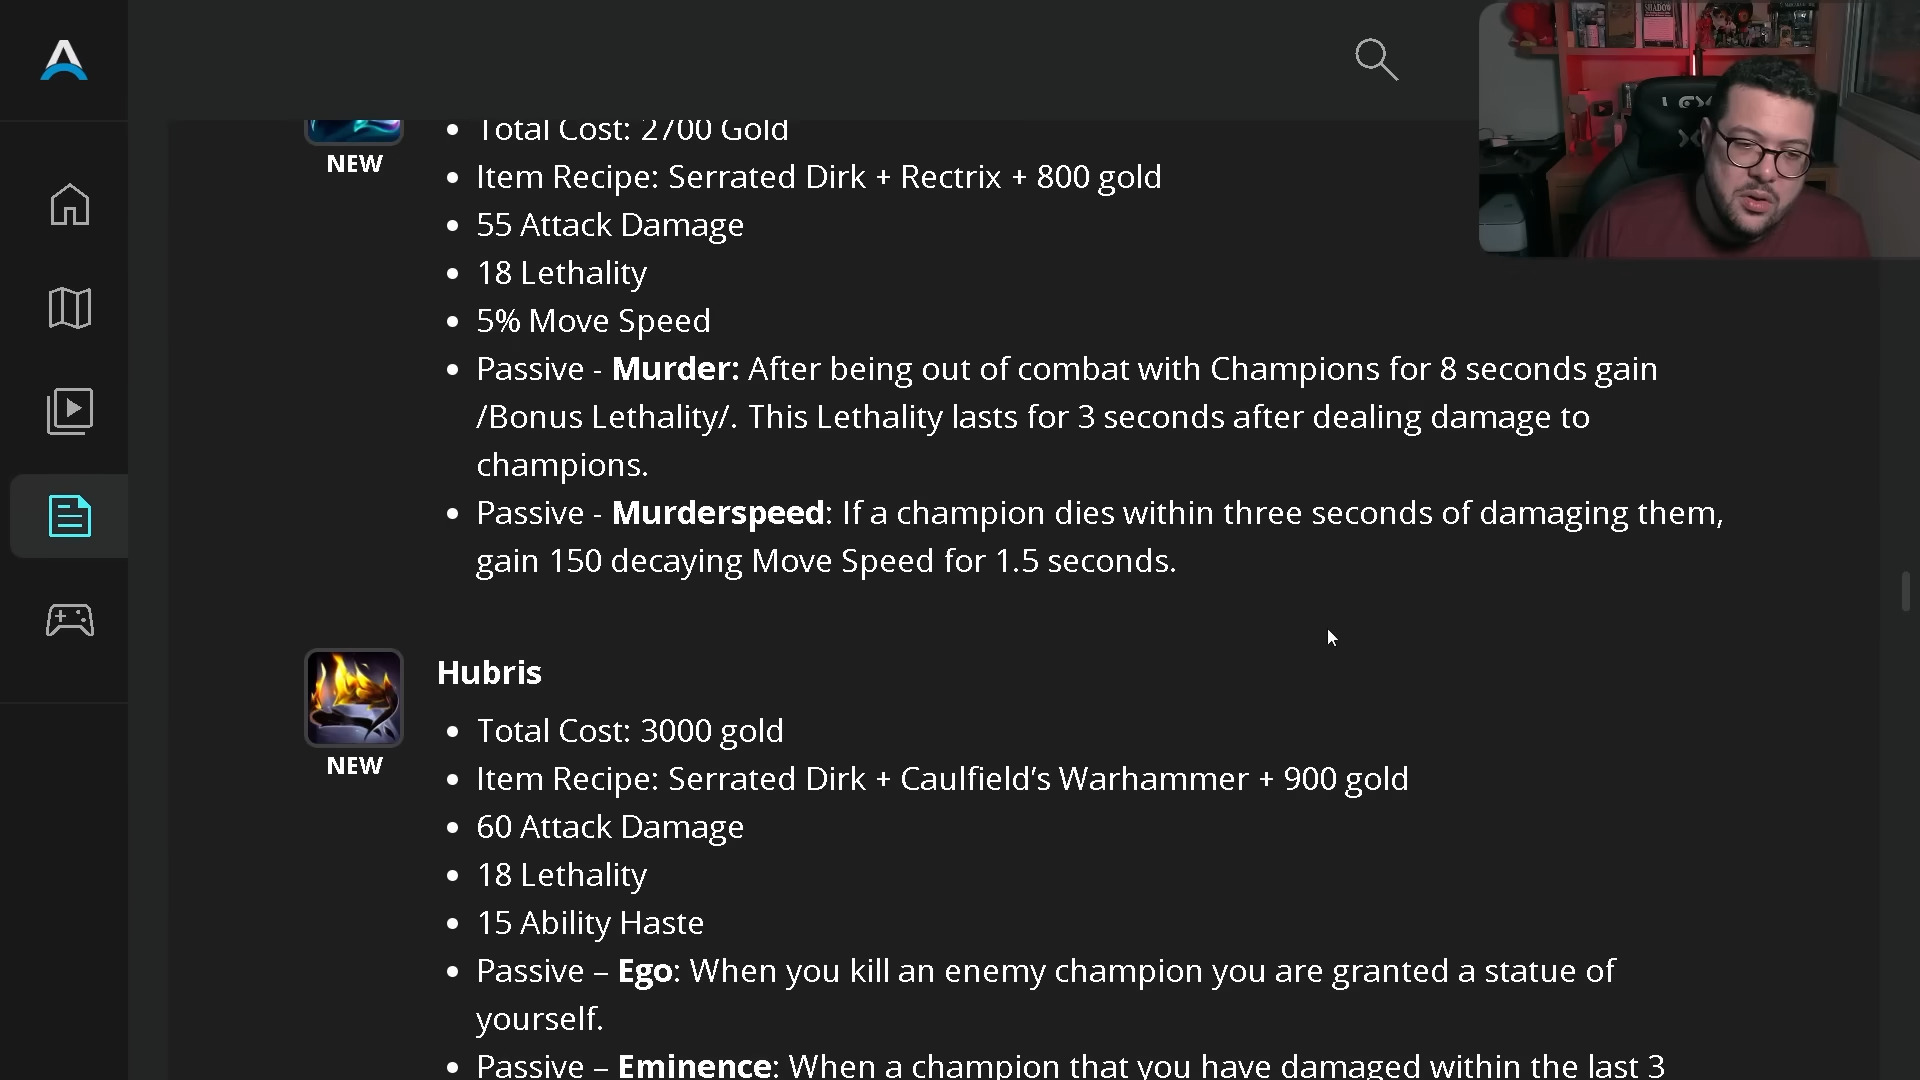 Total Cost: 2700 Gold
NEW
Item Recipe: Serrated Dirk + Rectrix + 800 gold
55 Attack Damage
18 Lethality
5% Move Speed
Passive - Murder: After being out of combat with Champions for 8 seconds gain
/Bonus Lethality/. This Lethality lasts for 3 seconds after dealing damage to
champions.
Passive - Murderspeed: If a champion dies within three seconds of damaging them,
gain 150 decaying Move Speed for 1.5 seconds.
Hubris
NEW
Total Cost: 3000 gold
Item Recipe: Serrated Dirk + Caulfield’s Warhammer + 900 gold
60 Attack Damage
18 Lethality
15 Ability Haste
Passive – Ego: When you kill an enemy champion you are granted a statue of
yourself.
Passive – Eminence: When a champion that you have damaged within the last 3
SHADOW